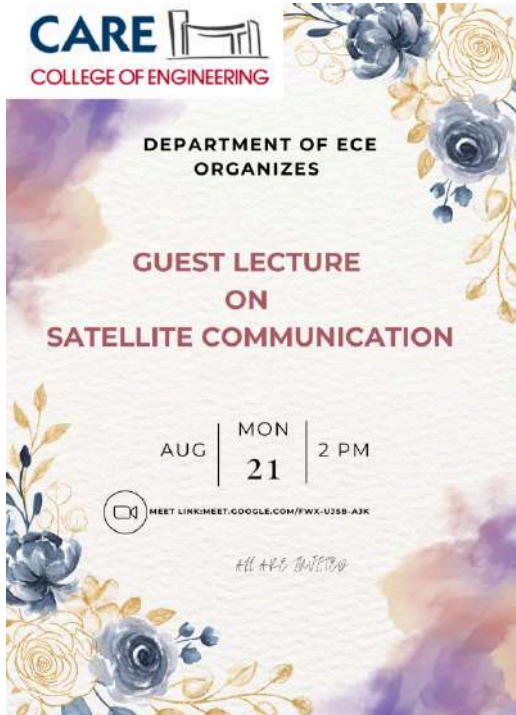 CARE
COLLEGE OF ENGINEERING
DEPARTMENT OF ECE
ORGANIZES
GUEST LECTURE
ON
SATELLITE COMMUNICATION
AUG
MON
21
2 PM
MEET LINK:MEET.GOOGLE.COM/FWX-UJSB-AJK
All ARE INVITED